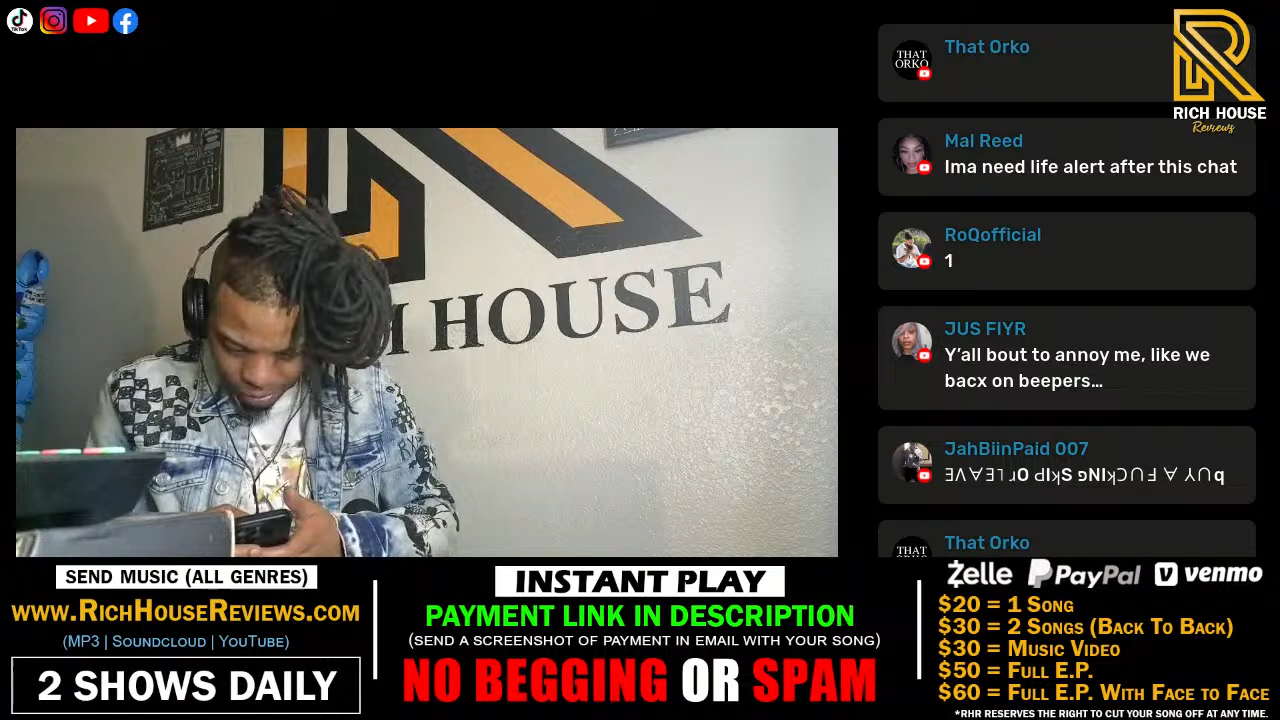 That Orko
RICH HOUSE
Reviews
Mal Reed
Ima need life alert after this chat
RoQofficial
1
JUS FIYR
Y’all bout to annoy me, like we
bacx on beepers…
JahBiinPaid 007
That Orko
H HOUSE
SEND MUSIC (ALL GENRES)
www.RichHouseReviews.com
(MP3 | Soundcloud | YouTube)
2 SHOWS DAILY
INSTANT PLAY
PAYMENT LINK IN DESCRIPTION
(SEND A SCREENSHOT OF PAYMENT IN EMAIL WITH YOUR SONG)
NO BEGGING OR SPAM
Zelle PayPal venmo
$20 = 1 Song
$30 = 2 Songs (Back To Back)
$30 = Music Video
$50 = Full E.P.
$60 = Full E.P. With Face to Face
*RHR RESERVES THE RIGHT TO CUT YOUR SONG OFF AT ANY TIME.